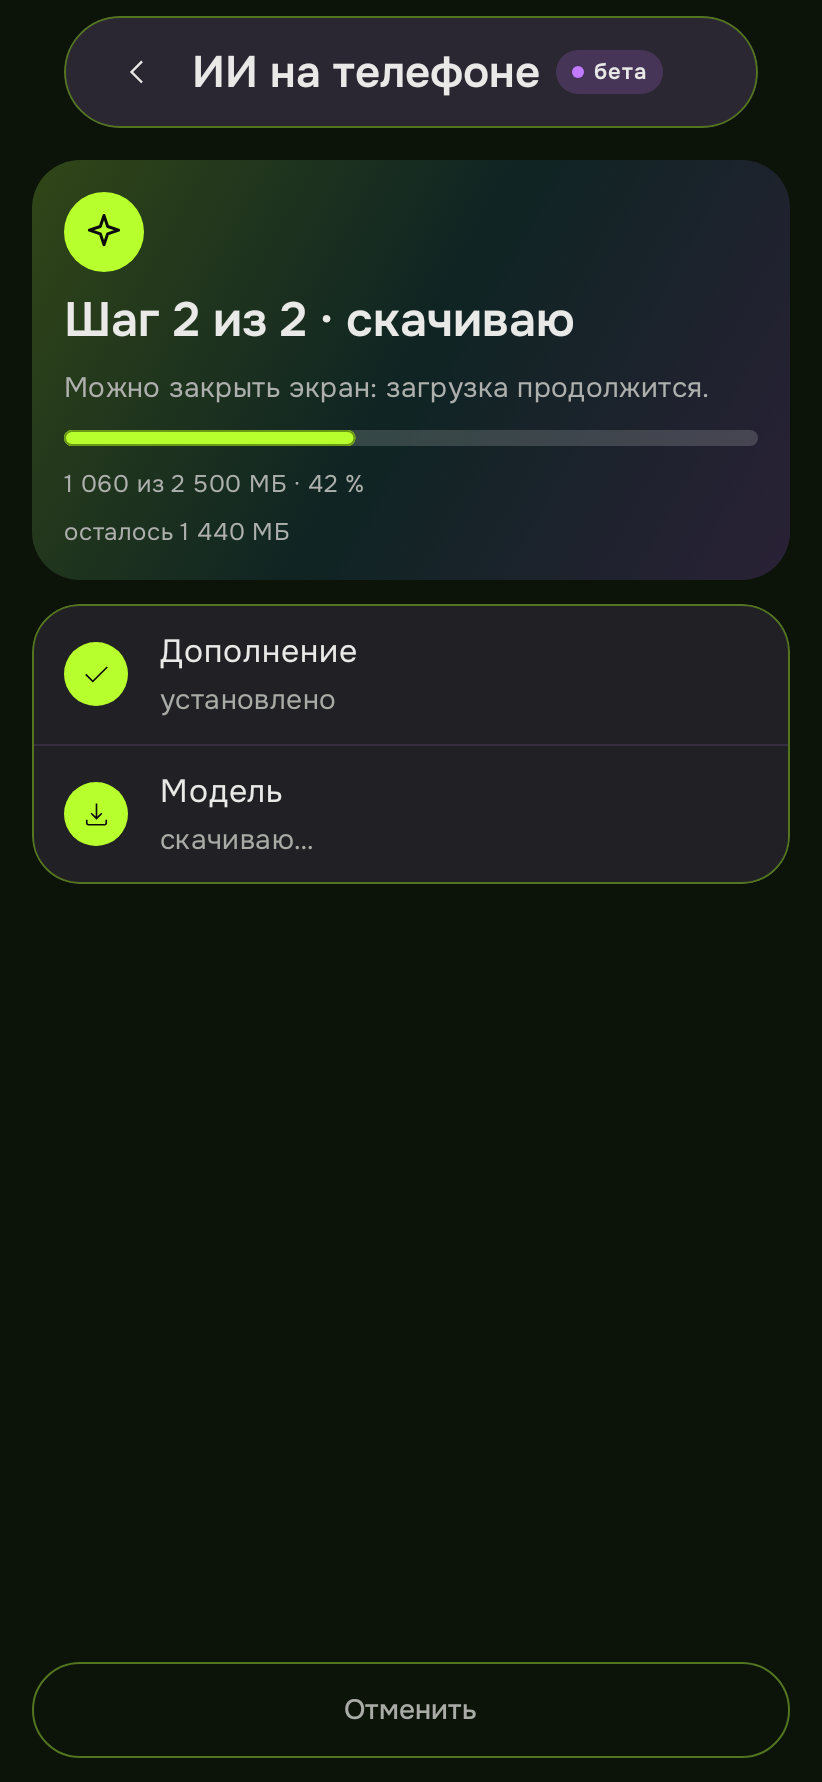 ИИ на телефоне
бета
Шаг 2 из 2 · скачиваю
Можно закрыть экран: загрузка продолжится.
1 060 из 2 500 МБ · 42 %
осталось 1 440 МБ
Дополнение
установлено
Модель
скачиваю...
Отменить